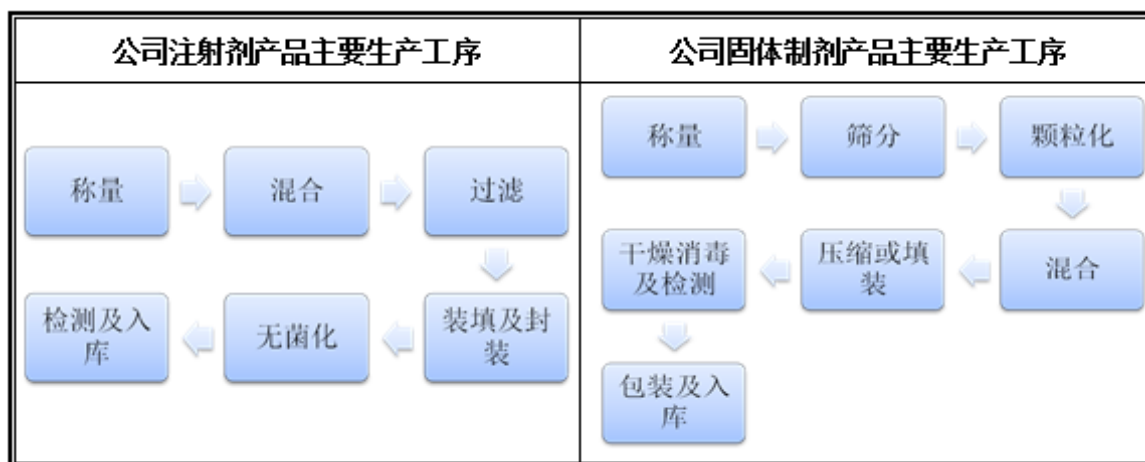 公司注射剂产品主要生产工序
称量
混合
过滤
装填及封
装
无菌化
检测及入
库
公司固体制剂产品主要生产工序
称量
筛分
颗粒化
混合
压缩或填
装
干燥消毒
及检测
包装及入
库